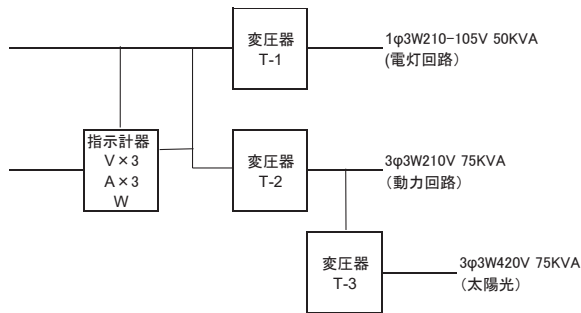 変圧器
T-1
1φ3W210-105V 50KVA
(電灯回路）
指示計器
V×3
A×3
W
変圧器
T-2
3φ3W210V 75KVA
（動力回路）
変圧器
T-3
3φ3W420V 75KVA
（太陽光）